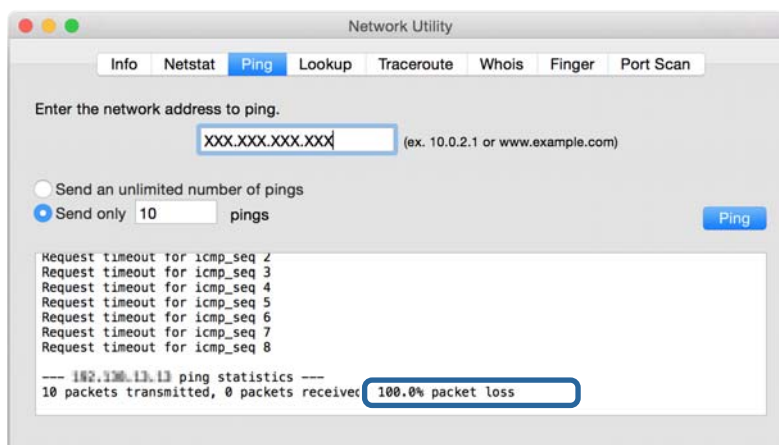 Network Utility
Info Netstat Ping Lookup Traceroute Whois Finger Port Scan
Enter the network address to ping.
XXX.XXX.XXX.XXX (ex. 10.0.2.1 or www.example.com)
Send an unlimited number of pings
Send only 10 pings
Ping
Request timeout for icmp_seq 2
Request timeout for icmp_seq 3
Request timeout for icmp_seq 4
Request timeout for icmp_seq 5
Request timeout for icmp_seq 6
Request timeout for icmp_seq 7
Request timeout for icmp_seq 8
--- ping statistics ---
10 packets transmitted, 0 packets received 100.0% packet loss